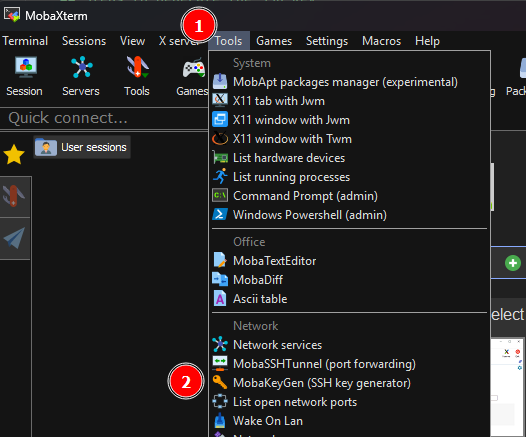 MobaXterm
1
Terminal Sessions View X server Tools Games Settings Macros Help
Session Servers Tools Games
Quick connect...
User sessions
System
MobApt packages manager (experimental)
X11 tab with Jwm
X11 window with Jwm
X11 window with Twm
List hardware devices
List running processes
Command Prompt (admin)
Windows Powershell (admin)
Office
MobaTextEditor
MobaDiff
Ascii table
Network
Network services
MobaSSHTunnel (port forwarding)
2
MobaKeyGen (SSH key generator)
List open network ports
Wake On Lan